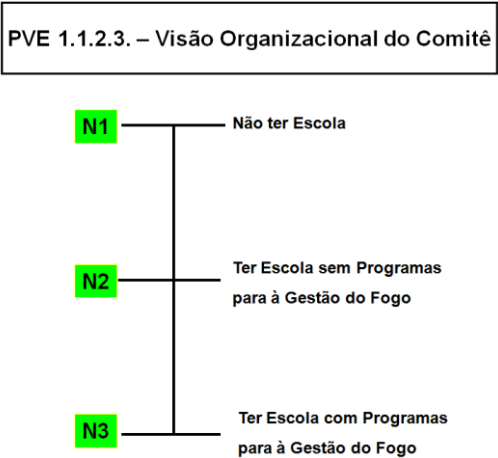 PVE 1.1.2.3. – Visão Organizacional do Comitê
N1 Não ter Escola
N2 Ter Escola sem Programas
para à Gestão do Fogo
N3 Ter Escola com Programas
para à Gestão do Fogo